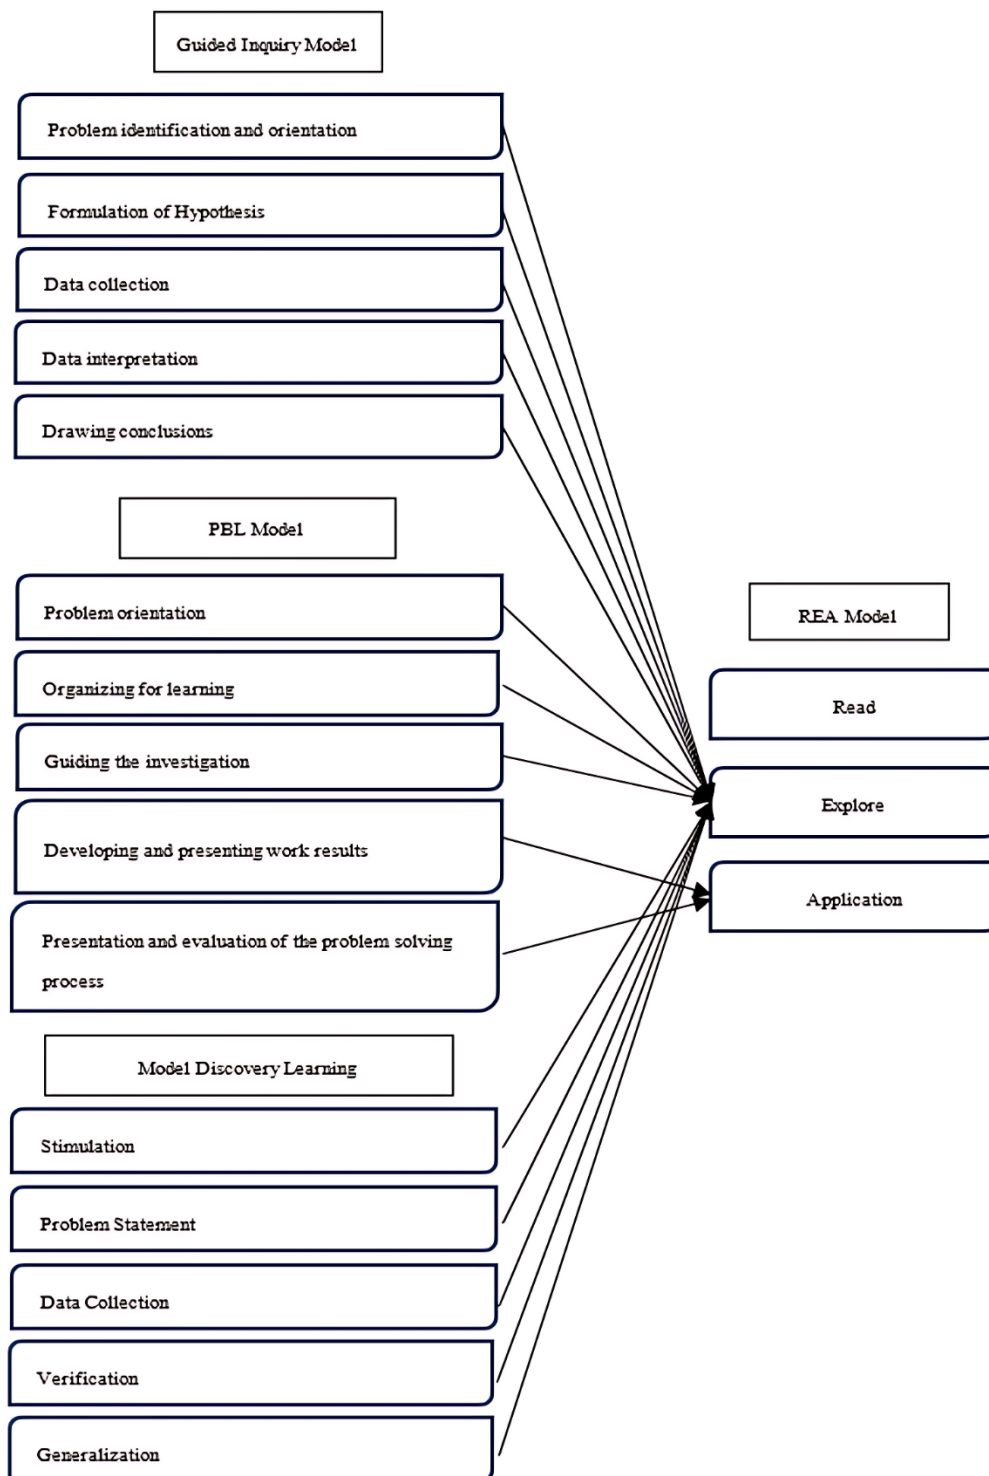 Guided Inquiry Model
Problem identification and orientation
Formulation of Hypothesis
Data collection
Data interpretation
Drawing conclusions
PBL Model
Problem orientation
Organizing for learning
Guiding the investigation
Developing and presenting work results
Presentation and evaluation of the problem solving
process
Model Discovery Learning
Stimulation
Problem Statement
Data Collection
Verification
Generalization
REA Model
Read
Explore
Application